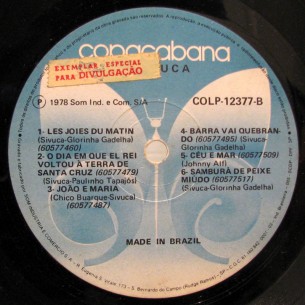 copacabana
EXEMPLAR ESPECIAL
PARA DIVULGAÇÃO
UCA
℗ 1978 Som Ind. e Com. S/A
COLP-12377-B
1- LES JOIES DU MATIN
(Sivuca-Glorinha Gadelha)
(60577460)
2- O DIA EM QUE EL REI
VOLTOU À TERRA DE
SANTA CRUZ (60577479)
(Sivuca-Paulinho Tapajós)
3- JOÃO E MARIA
(Chico Buarque-Sivuca)
(60577487)
4- BARRA VAI QUEBRAN-
DO (60577495) (Sivuca-
Glorinha Gadelha)
5- CÉU E MAR (60577509)
(Johnny Alf)
6- SAMBURÁ DE PEIXE
MIÚDO (60577517)
(Sivuca-Glorinha Gadelha)
MADE IN BRAZIL